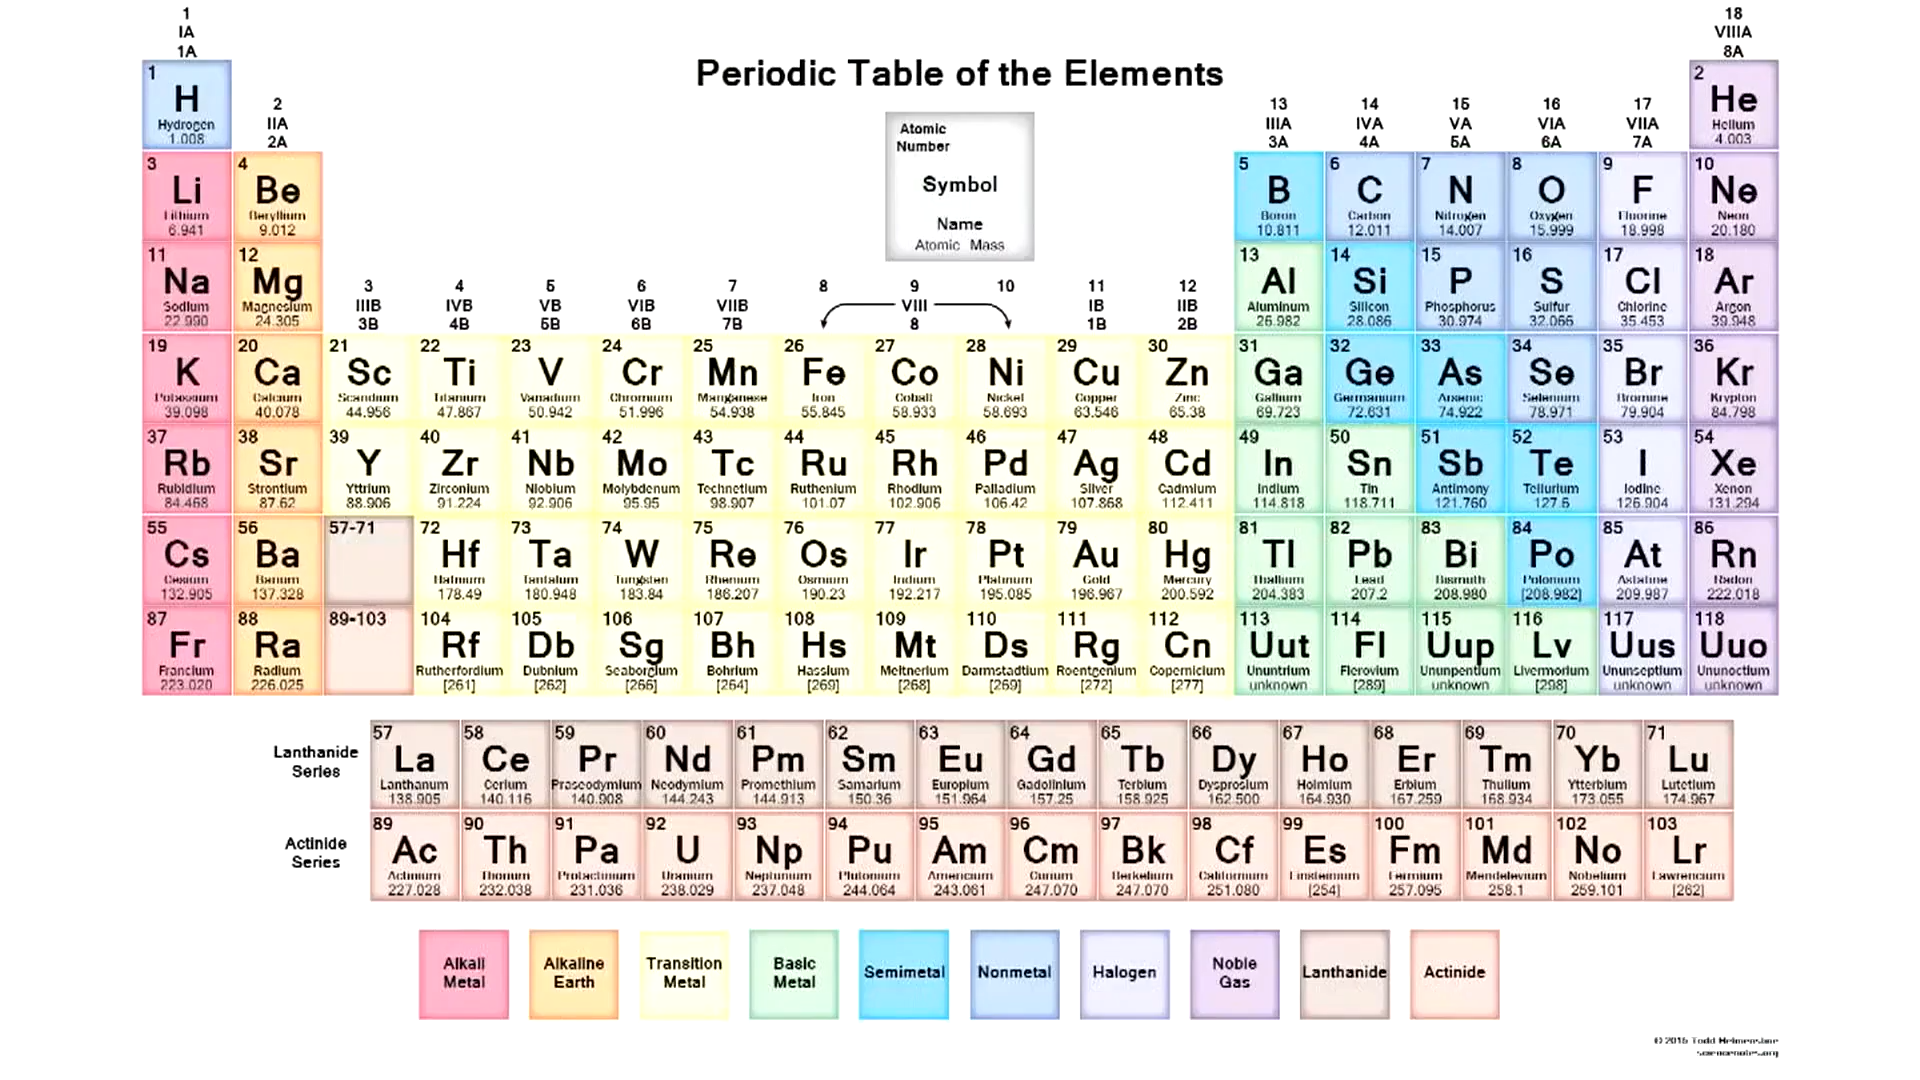 1
IA
1A
18
VIIIA
8A
Periodic Table of the Elements
1
H
Hydrogen
1.008
2
IIA
2A
13
IIIA
3A
14
IVA
4A
15
VA
5A
16
VIA
6A
17
VIIA
7A
2
He
Helium
4.003
Atomic
Number
Symbol
Name
Atomic Mass
3
Li
Lithium
6.941
4
Be
Beryllium
9.012
5
B
Boron
10.811
6
C
Carbon
12.011
7
N
Nitrogen
14.007
8
O
Oxygen
15.999
9
F
Fluorine
18.998
10
Ne
Neon
20.180
11
Na
Sodium
22.990
12
Mg
Magnesium
24.305
3
IIIB
3B
4
IVB
4B
5
VB
5B
6
VIB
6B
7
VIIB
7B
8
9
10
VIII
8
11
IB
1B
12
IIB
2B
13
Al
Aluminum
26.982
14
Si
Silicon
28.086
15
P
Phosphorus
30.974
16
S
Sulfur
32.066
17
Cl
Chlorine
35.453
18
Ar
Argon
39.948
19
K
Potassium
39.098
20
Ca
Calcium
40.078
21
Sc
Scandium
44.956
22
Ti
Titanium
47.867
23
V
Vanadium
50.942
24
Cr
Chromium
51.996
25
Mn
Manganese
54.938
26
Fe
Iron
55.845
27
Co
Cobalt
58.933
28
Ni
Nickel
58.693
29
Cu
Copper
63.546
30
Zn
Zinc
65.38
31
Ga
Gallium
69.723
32
Ge
Germanium
72.631
33
As
Arsenic
74.922
34
Se
Selenium
78.971
35
Br
Bromine
79.904
36
Kr
Krypton
84.798
37
Rb
Rubidium
84.468
38
Sr
Strontium
87.62
39
Y
Yttrium
88.906
40
Zr
Zirconium
91.224
41
Nb
Niobium
92.906
42
Mo
Molybdenum
95.95
43
Tc
Technetium
98.907
44
Ru
Ruthenium
101.07
45
Rh
Rhodium
102.906
46
Pd
Palladium
106.42
47
Ag
Silver
107.868
48
Cd
Cadmium
112.411
49
In
Indium
114.818
50
Sn
Tin
118.711
51
Sb
Antimony
121.760
52
Te
Tellurium
127.6
53
I
Iodine
126.904
54
Xe
Xenon
131.294
55
Cs
Cesium
132.905
56
Ba
Barium
137.328
57-71
72
Hf
Hafnium
178.49
73
Ta
Tantalum
180.948
74
W
Tungsten
183.84
75
Re
Rhenium
186.207
76
Os
Osmium
190.23
77
Ir
Iridium
192.217
78
Pt
Platinum
195.085
79
Au
Gold
196.967
80
Hg
Mercury
200.592
81
Tl
Thallium
204.383
82
Pb
Lead
207.2
83
Bi
Bismuth
208.980
84
Po
Polonium
[208.982]
85
At
Astatine
209.987
86
Rn
Radon
222.018
87
Fr
Francium
223.020
88
Ra
Radium
226.025
89-103
104
Rf
Rutherfordium
[261]
105
Db
Dubnium
[262]
106
Sg
Seaborgium
[266]
107
Bh
Bohrium
[264]
108
Hs
Hassium
[269]
109
Mt
Meitnerium
[268]
110
Ds
Darmstadtium
[269]
111
Rg
Roentgenium
[272]
112
Cn
Copernicium
[277]
113
Uut
Ununtrium
unknown
114
Fl
Flerovium
[289]
115
Uup
Ununpentium
unknown
116
Lv
Livermorium
[298]
117
Uus
Ununseptium
unknown
118
Uuo
Ununoctium
unknown
Lanthanide
Series
57
La
Lanthanum
138.905
58
Ce
Cerium
140.116
59
Pr
Praseodymium
140.908
60
Nd
Neodymium
144.243
61
Pm
Promethium
144.913
62
Sm
Samarium
150.36
63
Eu
Europium
151.964
64
Gd
Gadolinium
157.25
65
Tb
Terbium
158.925
66
Dy
Dysprosium
162.500
67
Ho
Holmium
164.930
68
Er
Erbium
167.259
69
Tm
Thulium
168.934
70
Yb
Ytterbium
173.055
71
Lu
Lutetium
174.967
Actinide
Series
89
Ac
Actinium
227.028
90
Th
Thorium
232.038
91
Pa
Protactinium
231.036
92
U
Uranium
238.029
93
Np
Neptunium
237.048
94
Pu
Plutonium
244.064
95
Am
Americium
243.061
96
Cm
Curium
247.070
97
Bk
Berkelium
247.070
98
Cf
Californium
251.080
99
Es
Einsteinium
[254]
100
Fm
Fermium
257.095
101
Md
Mendelevium
258.1
102
No
Nobelium
259.101
103
Lr
Lawrencium
[262]
Alkali
Metal
Alkaline
Earth
Transition
Metal
Basic
Metal
Semimetal
Nonmetal
Halogen
Noble
Gas
Lanthanide
Actinide
© 2015 Todd Helmenstine
sciencenotes.org